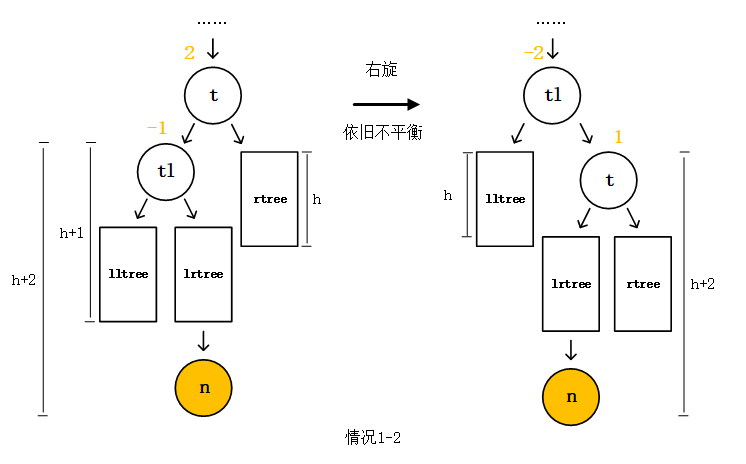 ……
2
t
-1
tl
rtree
h
h+1
lltree
lrtree
h+2
n
右旋
依旧不平衡
……
-2
tl
1
t
lltree
h
lrtree
rtree
h+2
n
情况1-2